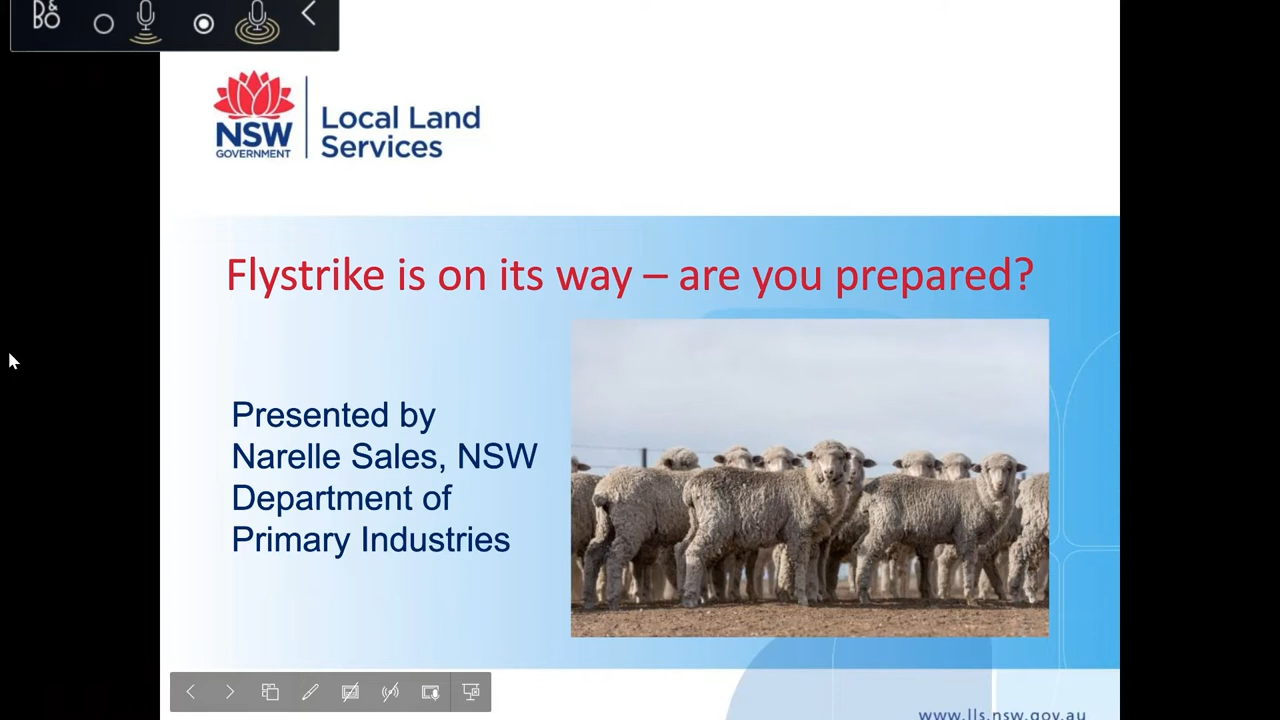 B&O
NSW
GOVERNMENT
Local Land
Services
Flystrike is on its way – are you prepared?
Presented by
Narelle Sales, NSW
Department of
Primary Industries
www.lls.nsw.gov.au